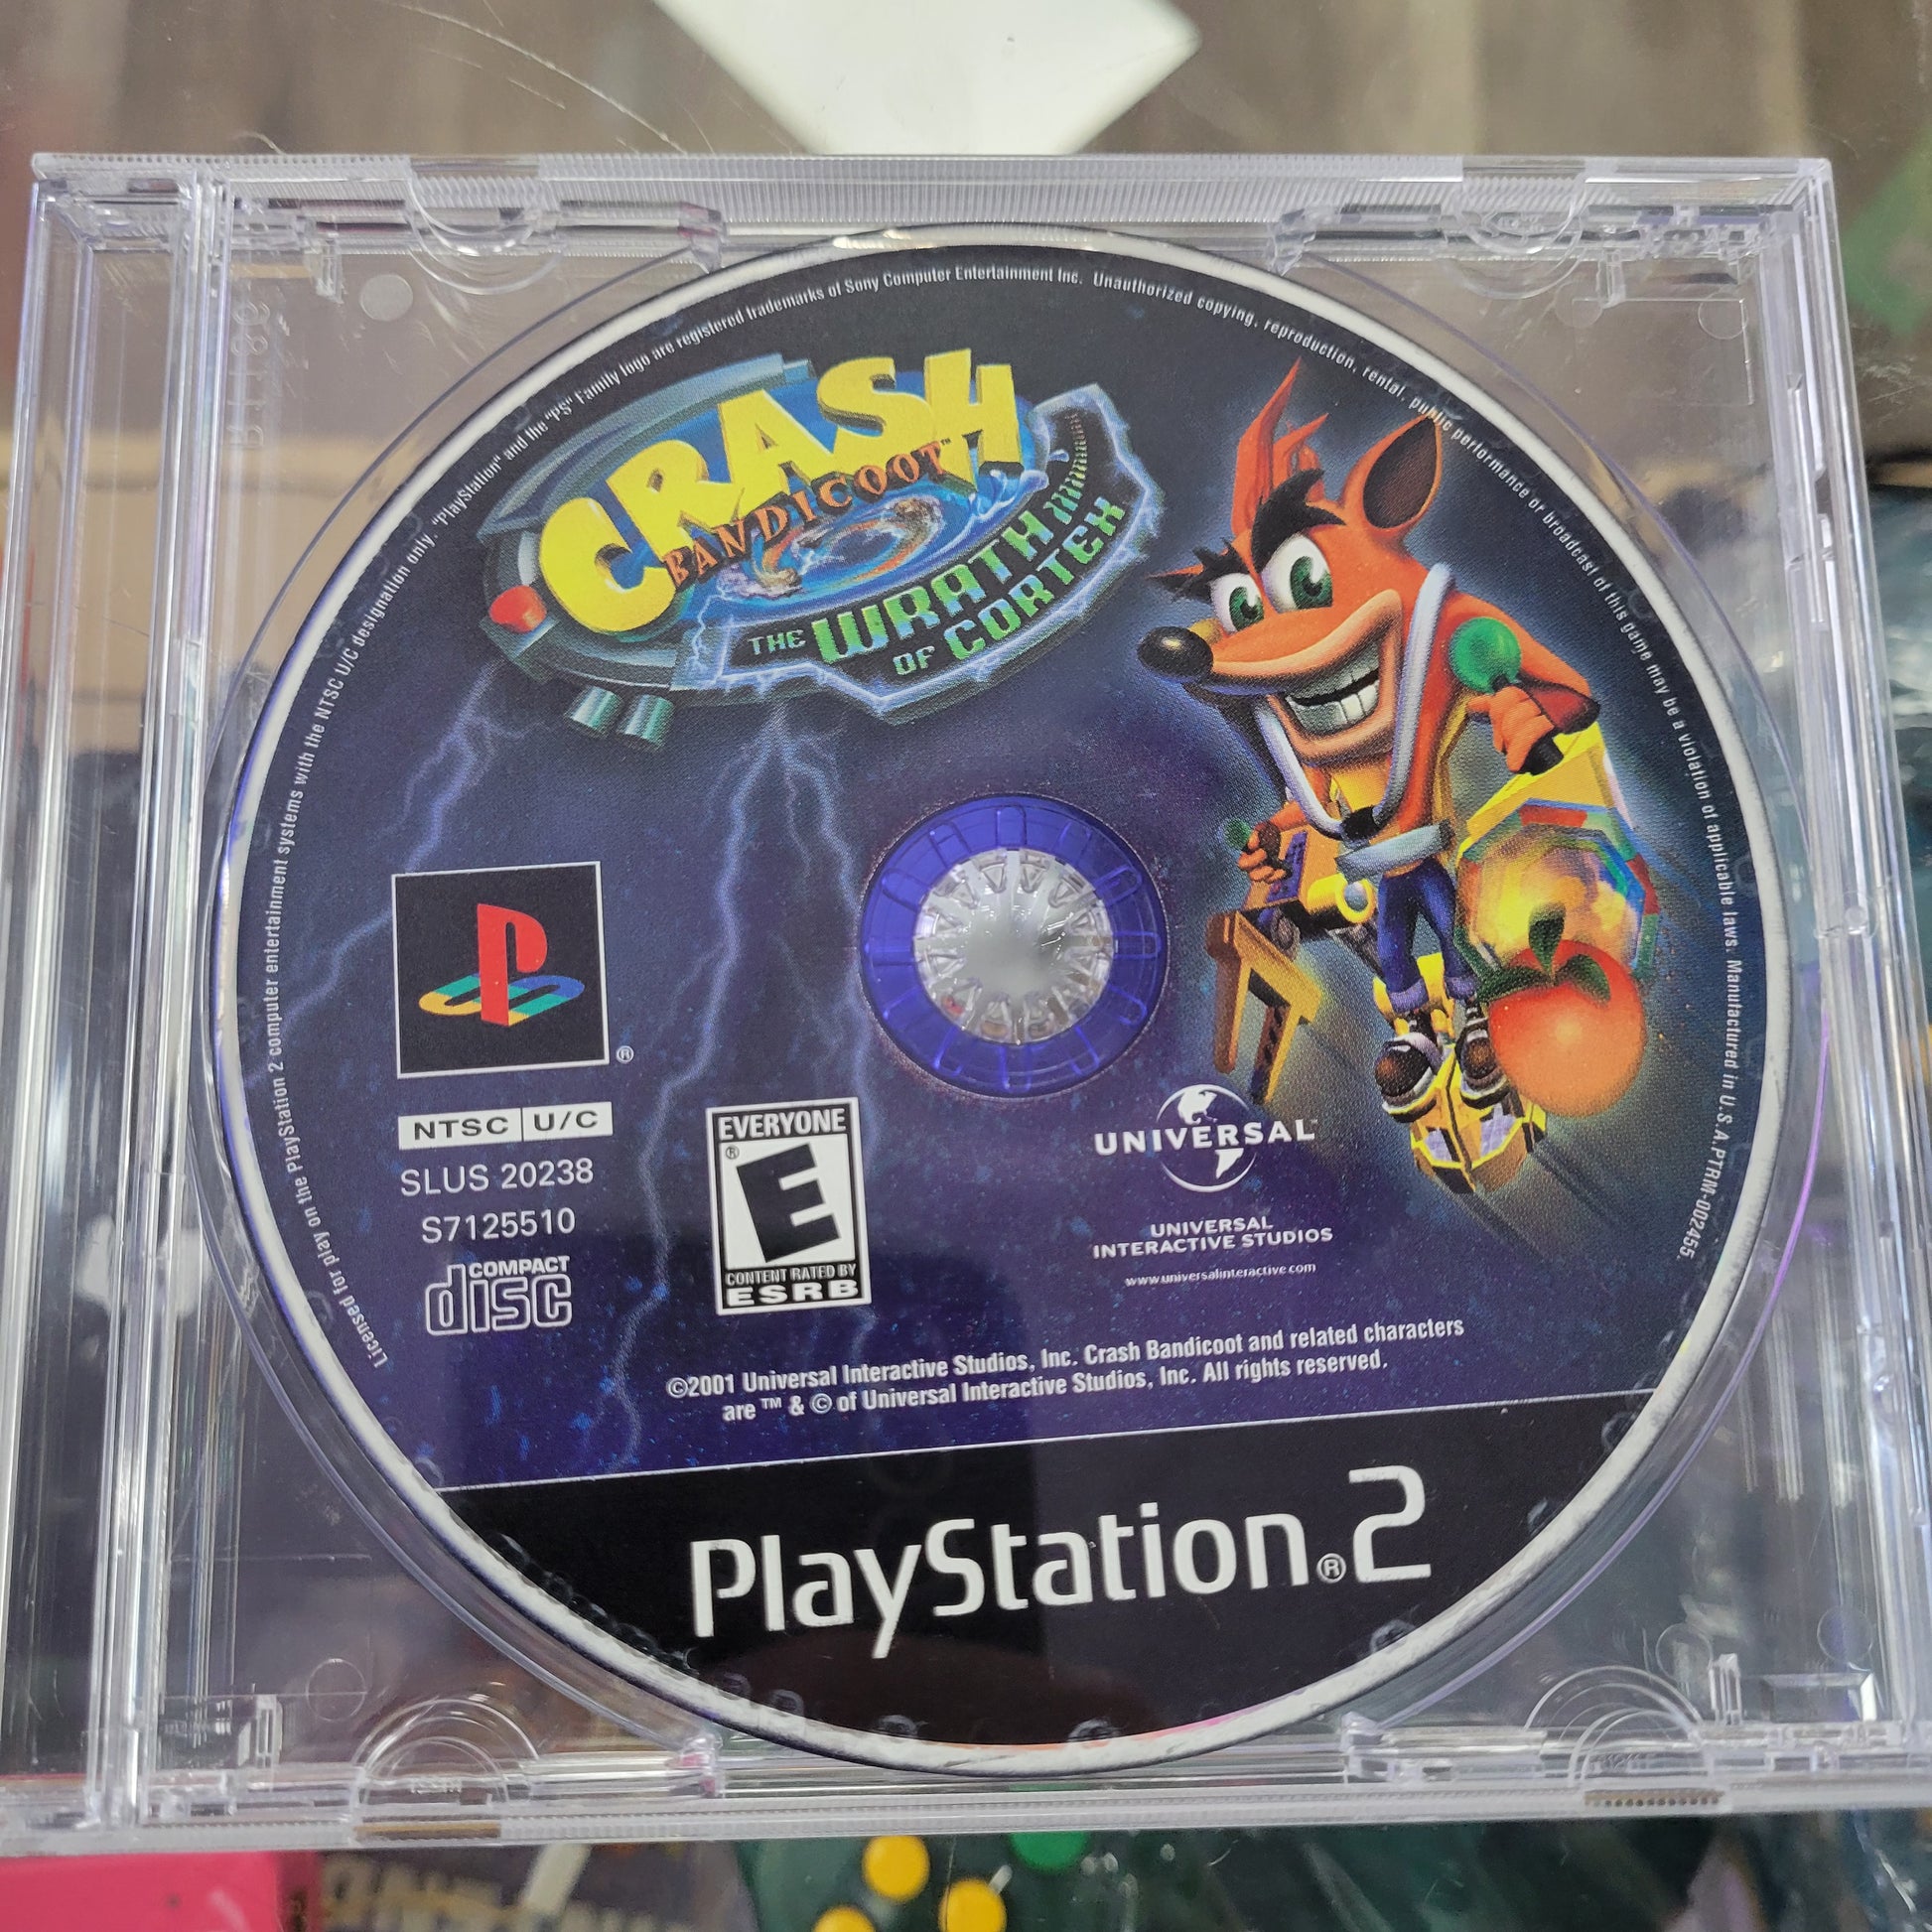 Licensed for play on the PlayStation 2 computer entertainment systems with the NTSC U/C designation only. "PlayStation" and the "PS" Family logo are registered trademarks of Sony Computer Entertainment Inc. Unauthorized copying, reproduction, rental, public performance or broadcast of this game may be a violation of applicable laws. Manufactured in U.S.A. PTRM-002455.
CRASH
BANDICOOT™
THE WRATH
OF CORTEX
®
NTSC U/C
SLUS 20238
S7125510
COMPACT
disc
EVERYONE
®
E
CONTENT RATED BY
ESRB
UNIVERSAL™
UNIVERSAL
INTERACTIVE STUDIOS
www.universalinteractive.com
©2001 Universal Interactive Studios, Inc. Crash Bandicoot and related characters
are ™ & © of Universal Interactive Studios, Inc. All rights reserved.
PlayStation®2